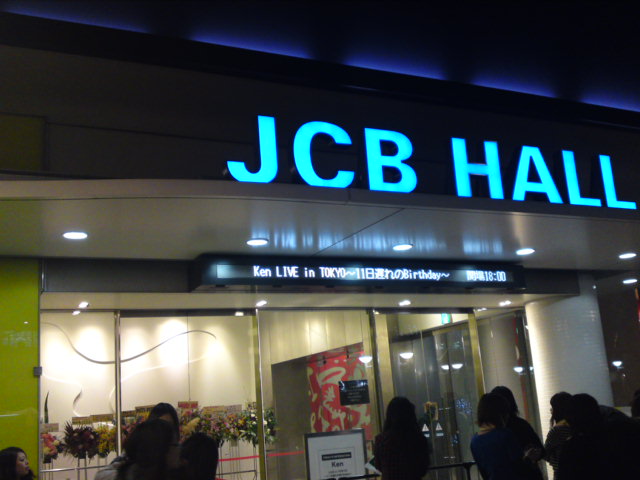 JCB HALL
Ken LIVE in TOKYO〜11日遅れのBirthday〜 開場18:00
Ken